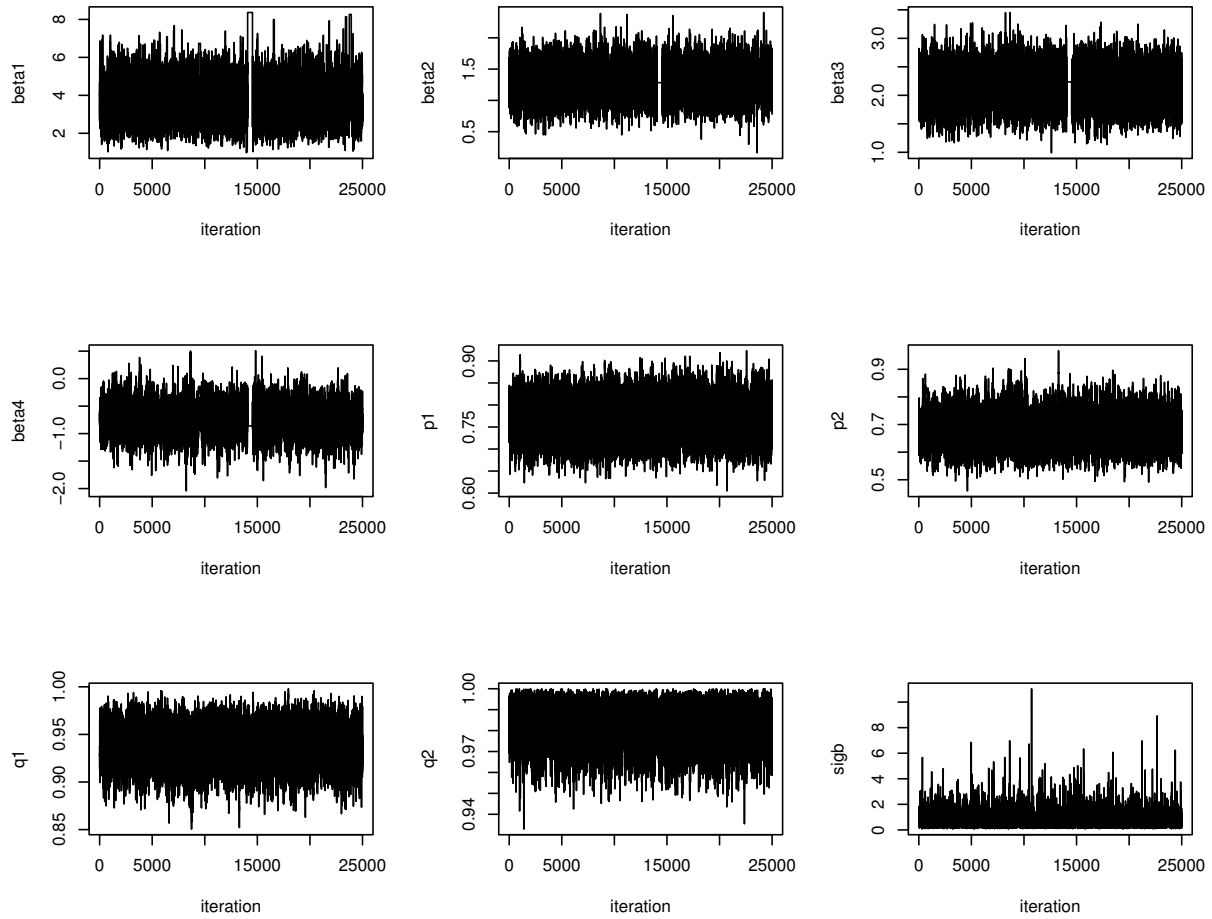 beta1
8
6
4
2
0 5000 15000 25000
iteration
beta2
1.5
0.5
0 5000 15000 25000
iteration
beta3
3.0
2.0
1.0
0 5000 15000 25000
iteration
beta4
0.0
−1.0
−2.0
0 5000 15000 25000
iteration
p1
0.90
0.75
0.60
0 5000 15000 25000
iteration
p2
0.9
0.7
0.5
0 5000 15000 25000
iteration
q1
1.00
0.95
0.90
0.85
0 5000 15000 25000
iteration
q2
1.00
0.97
0.94
0 5000 15000 25000
iteration
sigb
8
6
4
2
0
0 5000 15000 25000
iteration